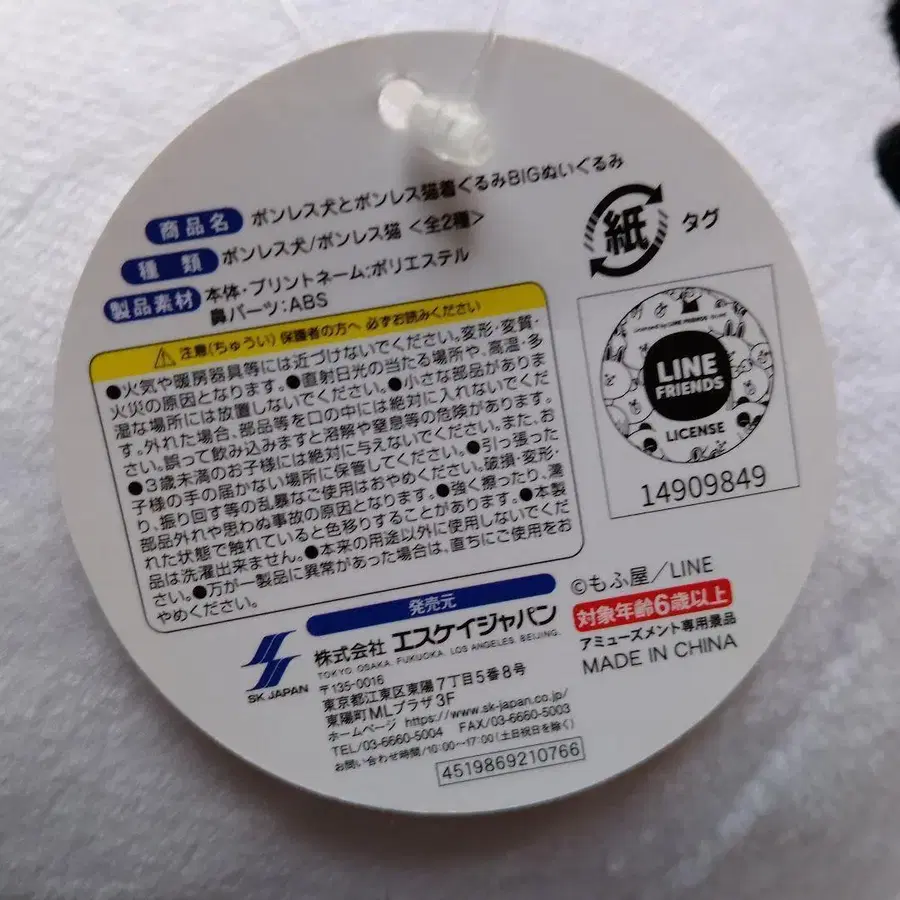 商品名 ボンレス犬とボンレス猫着ぐるみBIGぬいぐるみ
種類 ボンレス犬/ボンレス猫 <全2種>
製品素材 本体・プリントネーム:ポリエステル
鼻パーツ:ABS
紙 タグ
注意(ちゅうい) 保護者の方へ 必ずお読みください
●火気や暖房器具等には近づけないでください。変形・変質・
火災の原因となります。●直射日光の当たる場所や、高温・多
湿な場所には放置しないでください。●小さな部品がありま
す。外れた場合、部品等を口の中には絶対に入れないでくだ
さい。誤って飲み込みますと溶解や窒息等の危険があります。
●3歳未満のお子様には絶対に与えないでください。また、お
子様の手の届かない場所に保管してください。●引っ張った
り、振り回す等の乱暴なご使用はおやめください。破損・変形・
部品外れや思わぬ事故の原因となります。●強く擦ったり、濡
れた状態で触れていると色移りすることがあります。●本製
品は洗濯出来ません。●本来の用途以外に使用しないでくだ
さい。●万が一製品に異常があった場合は、直ちにご使用をお
やめください。
LINE
FRIENDS
LICENSE
14909849
©もふ屋/LINE
対象年齢6歳以上
アミューズメント専用景品
MADE IN CHINA
発売元
SK JAPAN
株式会社 エスケイジャパン
TOKYO. OSAKA. FUKUOKA. LOS ANGELES. BEIJING.
〒135-0016
東京都江東区東陽7丁目5番8号
東陽町MLプラザ3F
ホームページ https://www.sk-japan.co.jp/
TEL/03-6660-5004 FAX/03-6660-5003
お問い合わせ時間/10:00〜17:00(土日祝日を除く)
4519869210766